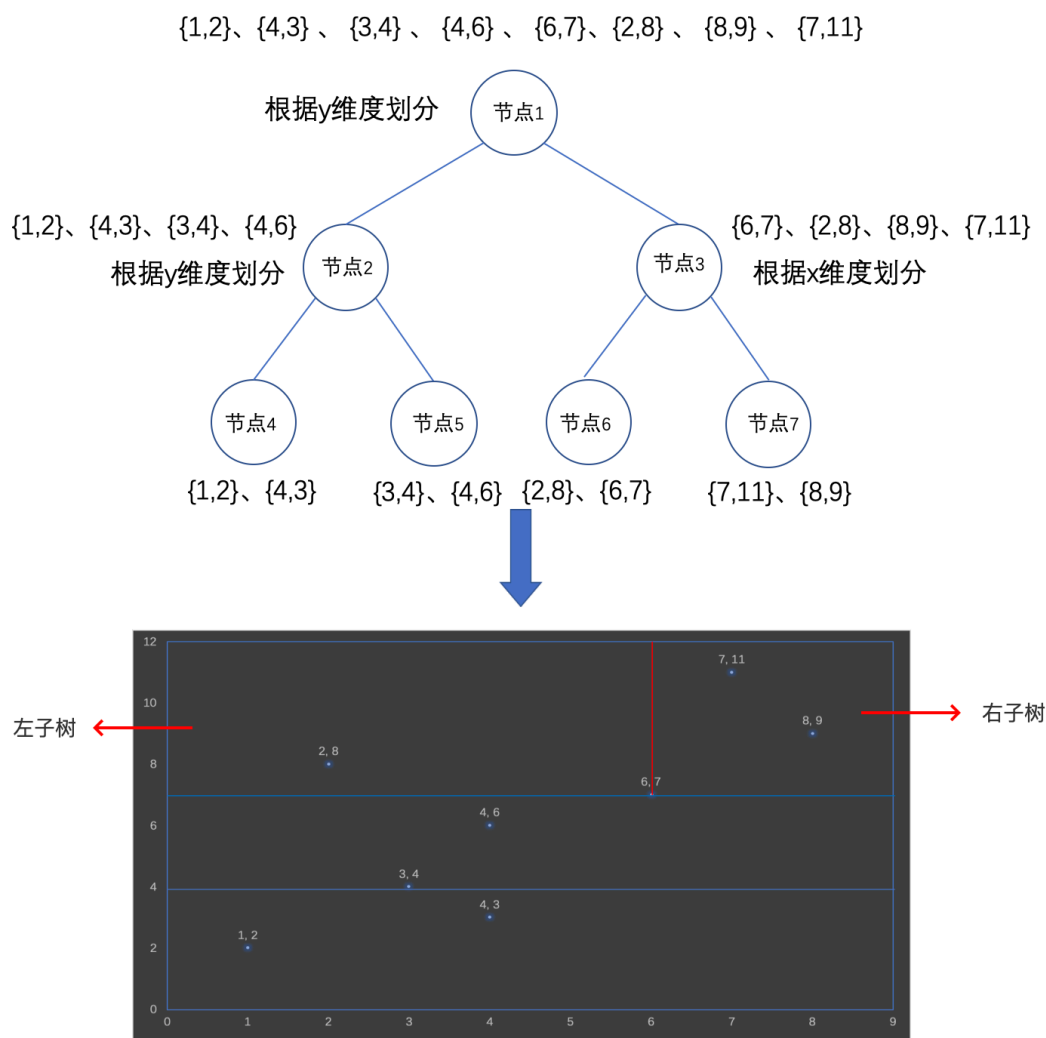 {1,2}、{4,3} 、 {3,4} 、 {4,6} 、 {6,7}、{2,8} 、 {8,9} 、 {7,11}
根据y维度划分
节点1
{1,2}、{4,3}、{3,4}、{4,6}
{6,7}、{2,8}、{8,9}、{7,11}
根据y维度划分
节点2
节点3
根据x维度划分
节点4
节点5
节点6
节点7
{1,2}、{4,3}
{3,4}、{4,6}
{2,8}、{6,7}
{7,11}、{8,9}
12
7, 11
10
左子树
右子树
8, 9
2, 8
8
6, 7
4, 6
6
3, 4
4
4, 3
1, 2
2
0
0 1 2 3 4 5 6 7 8 9